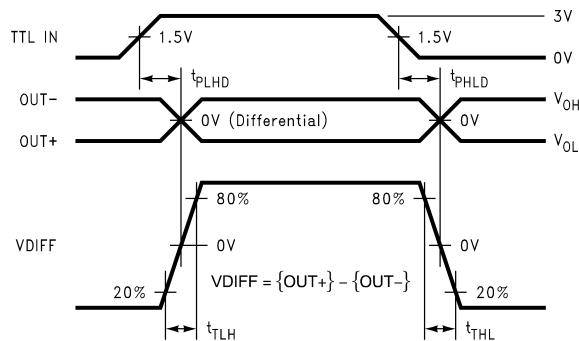 3V
TTL IN
1.5V
1.5V
0V
tPLHD
tPHLD
OUT-
0V (Differential)
0V
VOH
OUT+
VOL
80%
80%
VDIFF
0V
0V
VDIFF = {OUT+} – {OUT-}
20%
20%
tTLH
tTHL